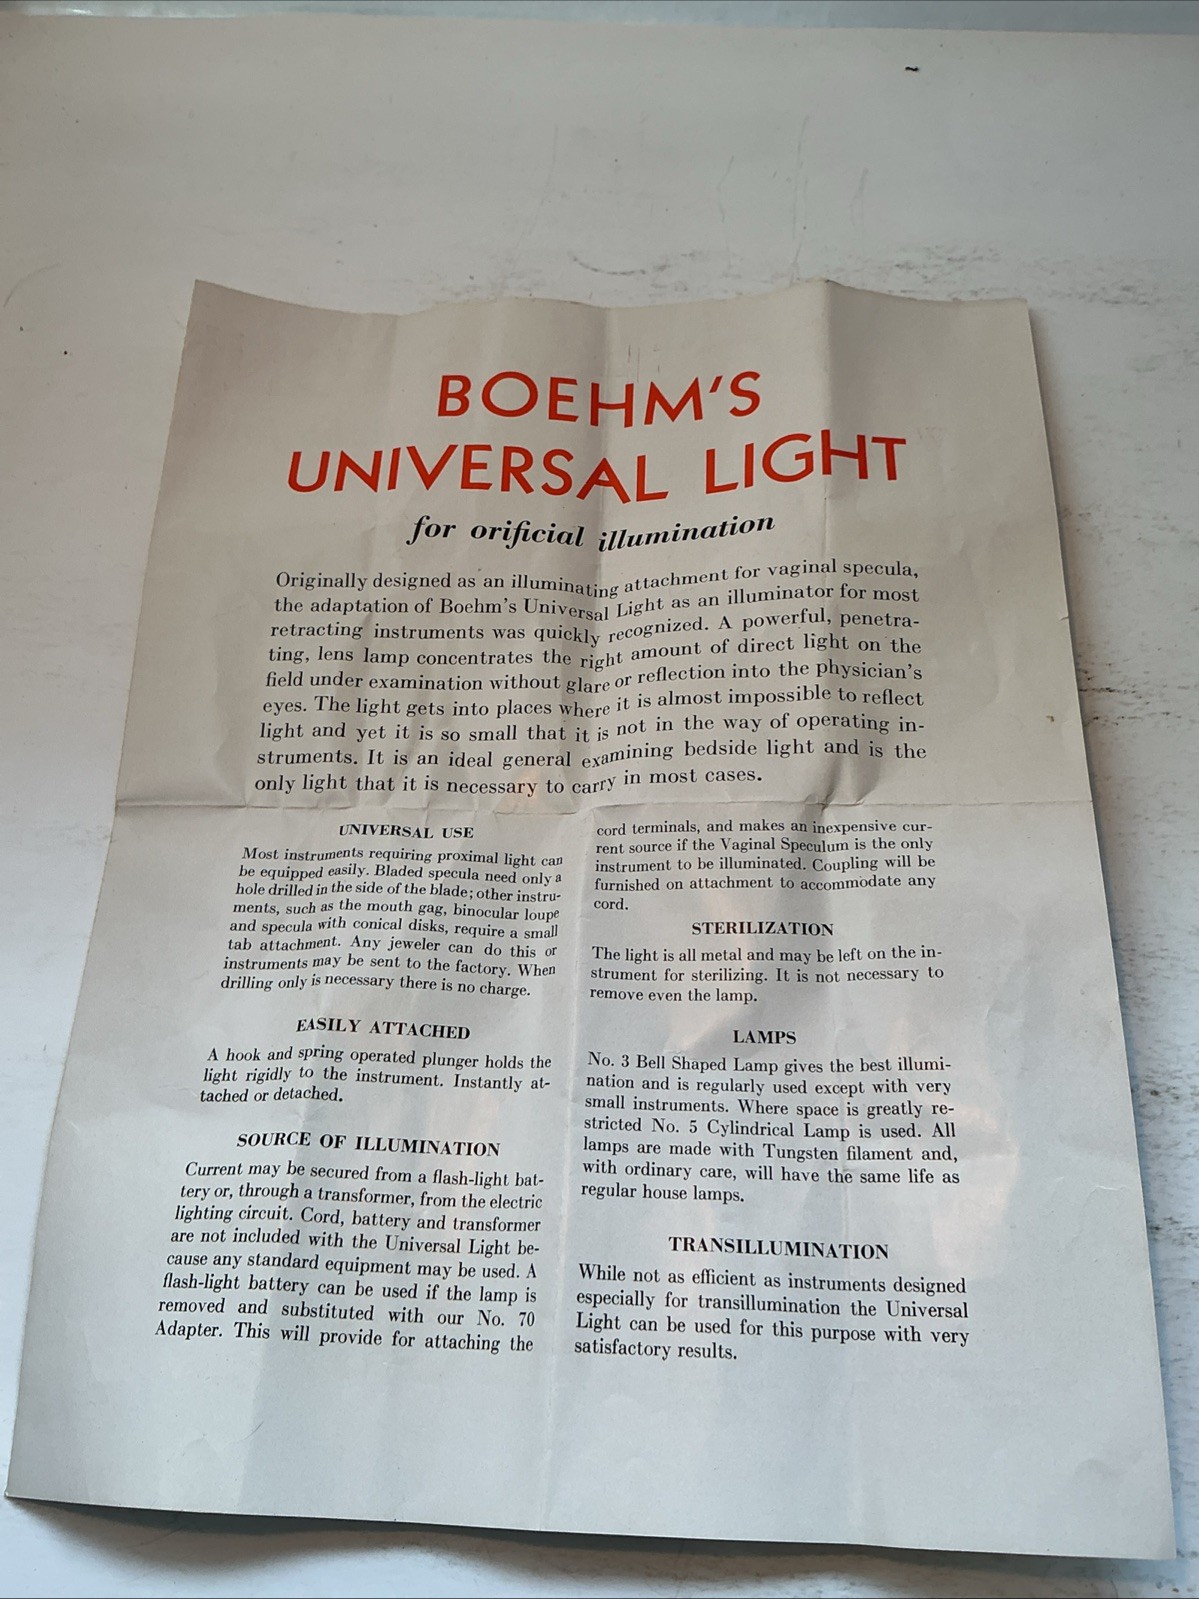 BOEHM'S
UNIVERSAL LIGHT
for orificial illumination
Originally designed as an illuminating attachment for vaginal specula,
the adaptation of Boehm's Universal Light as an illuminator for most
retracting instruments was quickly recognized. A powerful, penetra-
ting, lens lamp concentrates the right amount of direct light on the
field under examination without glare or reflection into the physician's
eyes. The light gets into places where it is almost impossible to reflect
light and yet it is so small that it is not in the way of operating in-
struments. It is an ideal general examining bedside light and is the
only light that it is necessary to carry in most cases.
UNIVERSAL USE
Most instruments requiring proximal light can
be equipped easily. Bladed specula need only a
hole drilled in the side of the blade; other instru-
ments, such as the mouth gag, binocular loupe
and specula with conical disks, require a small
tab attachment. Any jeweler can do this or
instruments may be sent to the factory. When
drilling only is necessary there is no charge.
EASILY ATTACHED
A hook and spring operated plunger holds the
light rigidly to the instrument. Instantly at-
tached or detached.
SOURCE OF ILLUMINATION
Current may be secured from a flash-light bat-
tery or, through a transformer, from the electric
lighting circuit. Cord, battery and transformer
are not included with the Universal Light be-
cause any standard equipment may be used. A
flash-light battery can be used if the lamp is
removed and substituted with our No. 70
Adapter. This will provide for attaching the
cord terminals, and makes an inexpensive cur-
rent source if the Vaginal Speculum is the only
instrument to be illuminated. Coupling will be
furnished on attachment to accommodate any
cord.
STERILIZATION
The light is all metal and may be left on the in-
strument for sterilizing. It is not necessary to
remove even the lamp.
LAMPS
No. 3 Bell Shaped Lamp gives the best illumi-
nation and is regularly used except with very
small instruments. Where space is greatly re-
stricted No. 5 Cylindrical Lamp is used. All
lamps are made with Tungsten filament and,
with ordinary care, will have the same life as
regular house lamps.
TRANSILLUMINATION
While not as efficient as instruments designed
especially for transillumination the Universal
Light can be used for this purpose with very
satisfactory results.